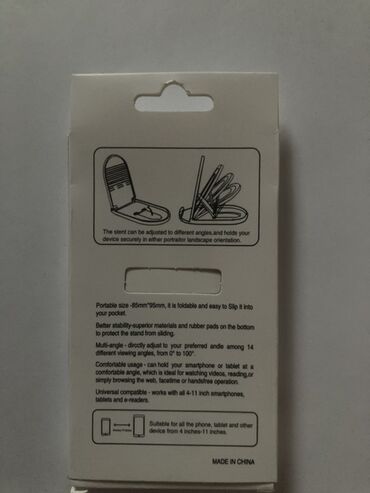 The stent can be adjusted to different angles,and holds your
device securely in either portrador landscape orientation.
Portable size -85mm*95mm, it is foldable and easy to Slip it into
your pocket.
Better stability-superior materials and rubber pads on the bottom
to protect the stand from sliding.
Multi-angle - directly adjust to your preferred andle among 14
different viewing angles, from 0° to 100°.
Comfortable usage - can hold your smartphone or tablet at a
comfortable angle, which is ideal for watching videos, reading,or
simply browsing the web, facetime or handsfree operation.
Universal compatible - works with all 4-11 inch smartphones,
tablets and e-readers.
Suitable for all the phone, tablet and other
device from 4 inches-11 inches.
MADE IN CHINA